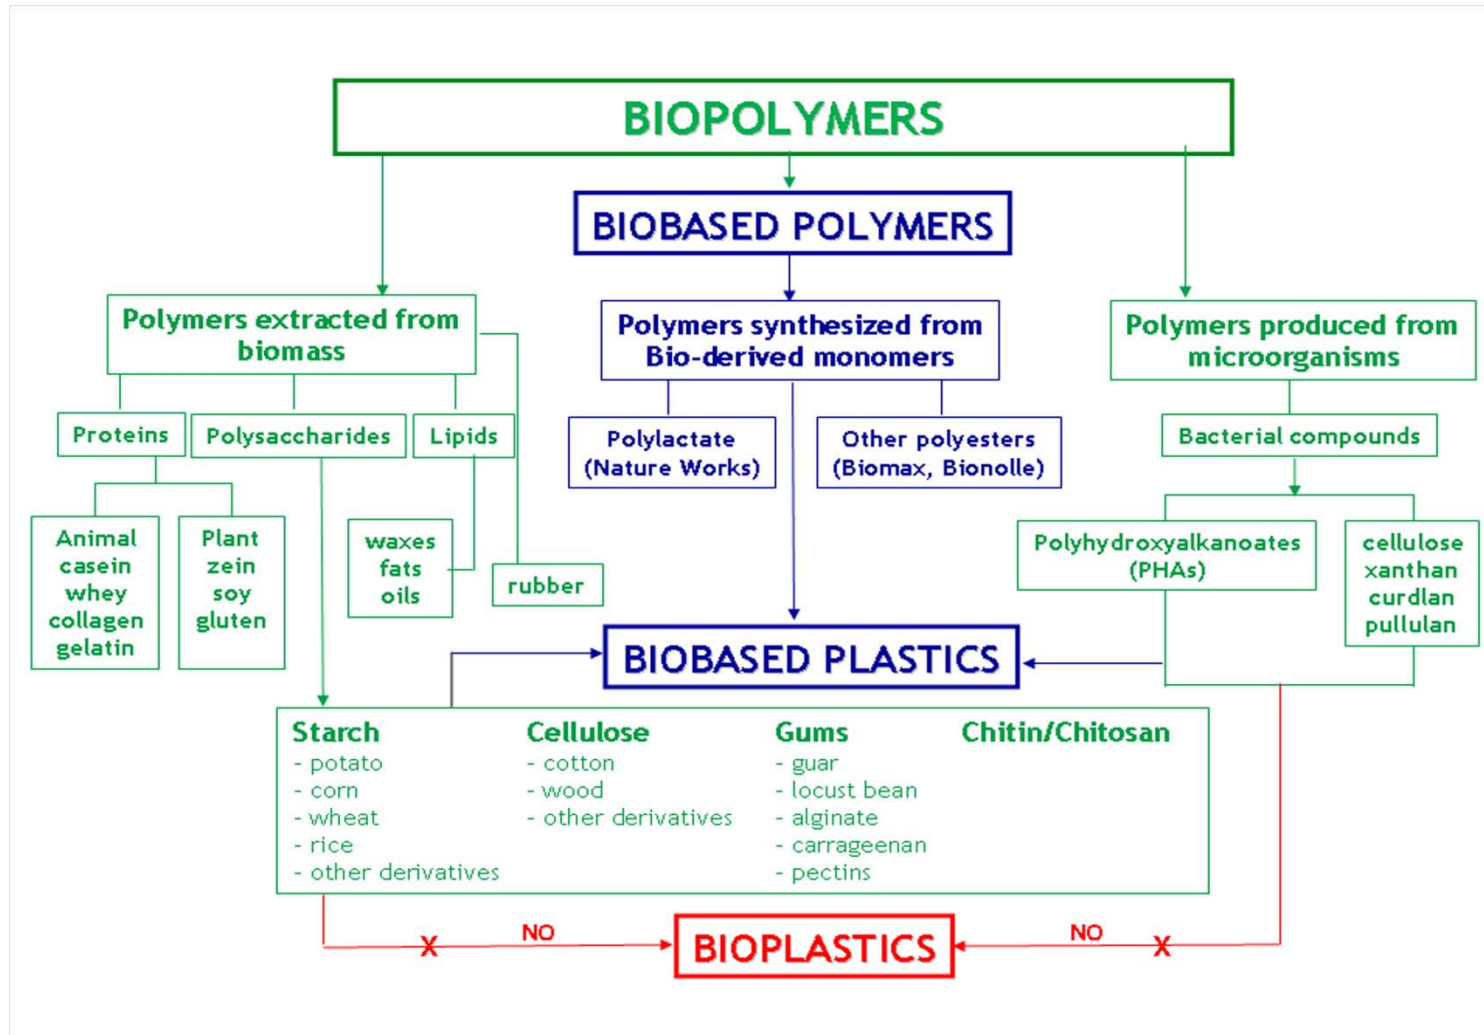 BIOPOLYMERS
BIOBASED POLYMERS
Polymers extracted from
biomass
Polymers synthesized from
Bio-derived monomers
Polymers produced from
microorganisms
Proteins
Polysaccharides
Lipids
Polylactate
(Nature Works)
Other polyesters
(Biomax, Bionolle)
Bacterial compounds
Animal
casein
whey
collagen
gelatin
Plant
zein
soy
gluten
waxes
fats
oils
rubber
Polyhydroxyalkanoates
(PHAs)
cellulose
xanthan
curdlan
pullulan
BIOBASED PLASTICS
Starch
- potato
- corn
- wheat
- rice
- other derivatives
Cellulose
- cotton
- wood
- other derivatives
Gums
- guar
- locust bean
- alginate
- carrageenan
- pectins
Chitin/Chitosan
X
NO
BIOPLASTICS
NO
X